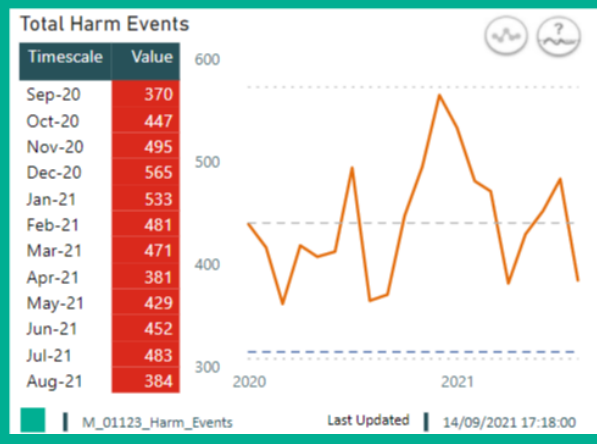 Total Harm Events
?
Timescale Value
Sep-20 370
Oct-20 447
Nov-20 495
Dec-20 565
Jan-21 533
Feb-21 481
Mar-21 471
Apr-21 381
May-21 429
Jun-21 452
Jul-21 483
Aug-21 384
600
500
400
300
2020 2021
M_01123_Harm_Events Last Updated 14/09/2021 17:18:00